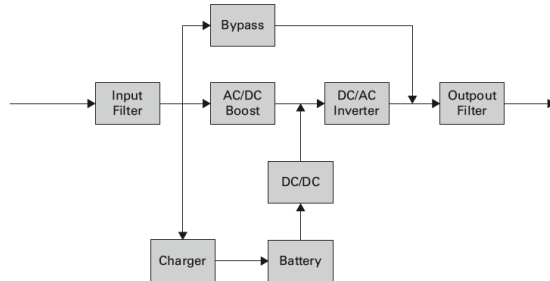 Bypass
Input
Filter
AC/DC
Boost
DC/AC
Inverter
Outpout
Filter
DC/DC
Charger
Battery